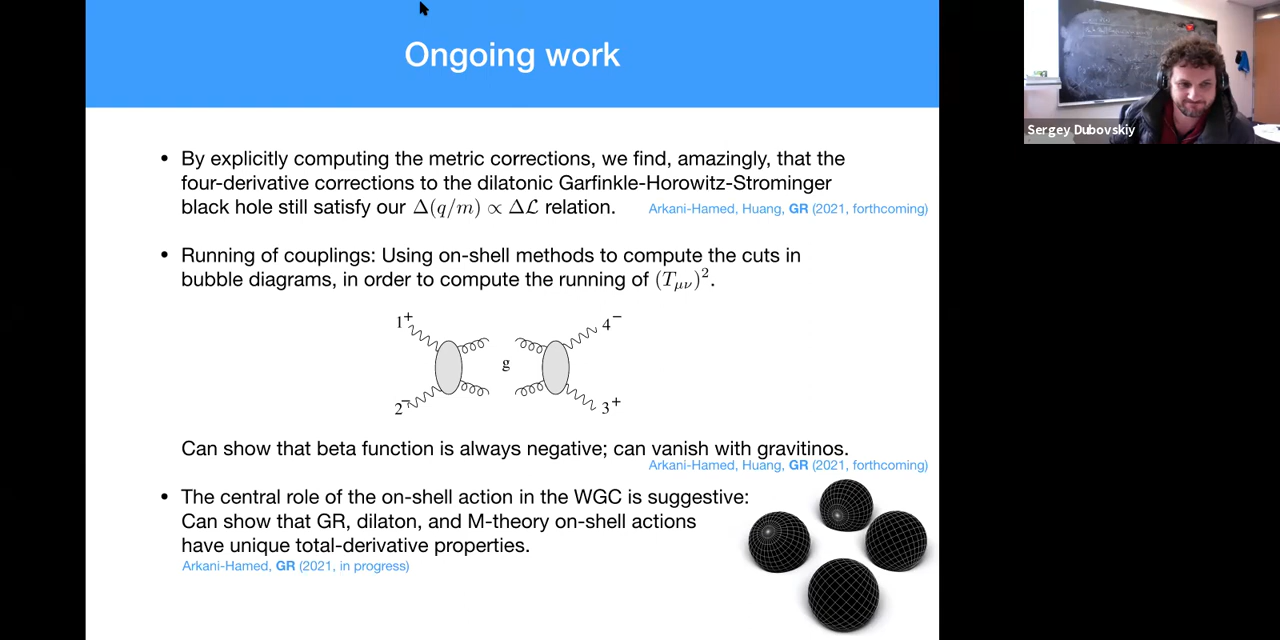 Ongoing work
Sergey Dubovskiy
• By explicitly computing the metric corrections, we find, amazingly, that the
four-derivative corrections to the dilatonic Garfinkle-Horowitz-Strominger
black hole still satisfy our Δ(q/m) ∝ Δℒ relation. Arkani-Hamed, Huang, GR (2021, forthcoming)
• Running of couplings: Using on-shell methods to compute the cuts in
bubble diagrams, in order to compute the running of (Tμν)².
1⁺ 4⁻
g
2⁻ 3⁺
Can show that beta function is always negative; can vanish with gravitinos.
Arkani-Hamed, Huang, GR (2021, forthcoming)
• The central role of the on-shell action in the WGC is suggestive:
Can show that GR, dilaton, and M-theory on-shell actions
have unique total-derivative properties.
Arkani-Hamed, GR (2021, in progress)